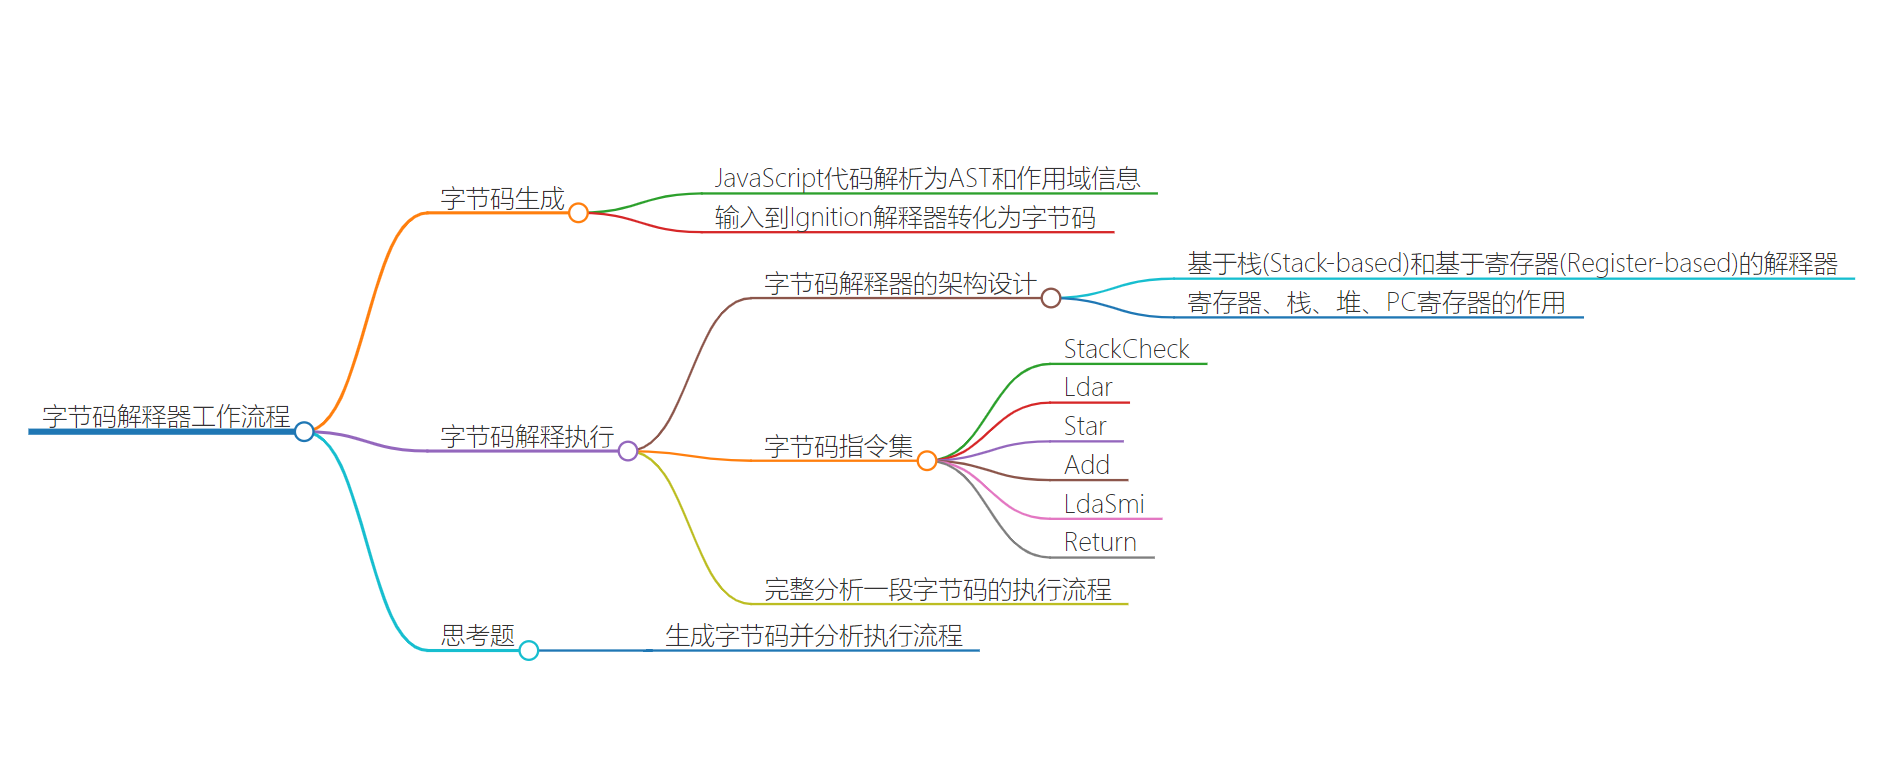 字节码解释器工作流程
字节码生成
JavaScript代码解析为AST和作用域信息
输入到Ignition解释器转化为字节码
字节码解释执行
字节码解释器的架构设计
基于栈(Stack-based)和基于寄存器(Register-based)的解释器
寄存器、栈、堆、PC寄存器的作用
字节码指令集
StackCheck
Ldar
Star
Add
LdaSmi
Return
完整分析一段字节码的执行流程
思考题
生成字节码并分析执行流程